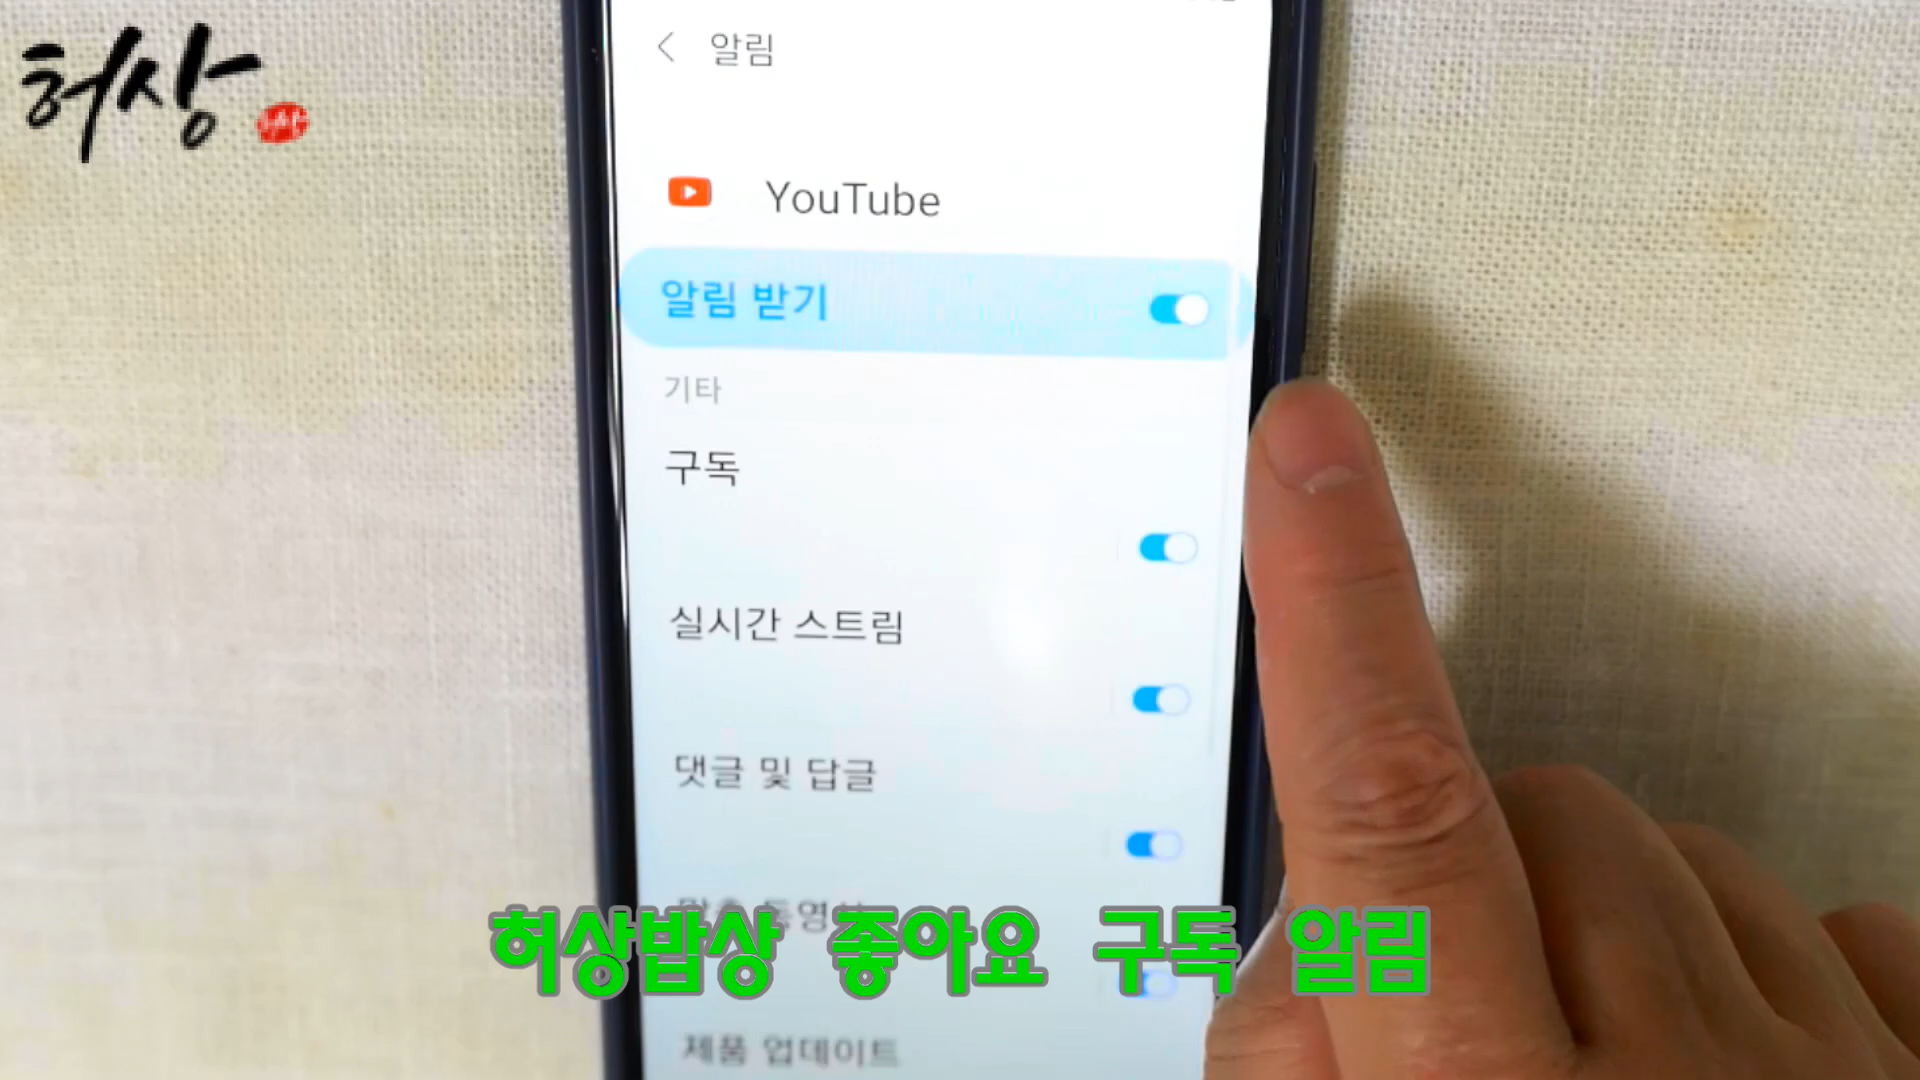 허상
알림
YouTube
알림 받기
기타
구독
실시간 스트림
댓글 및 답글
허상밥상 좋아요 구독 알림
제품 업데이트